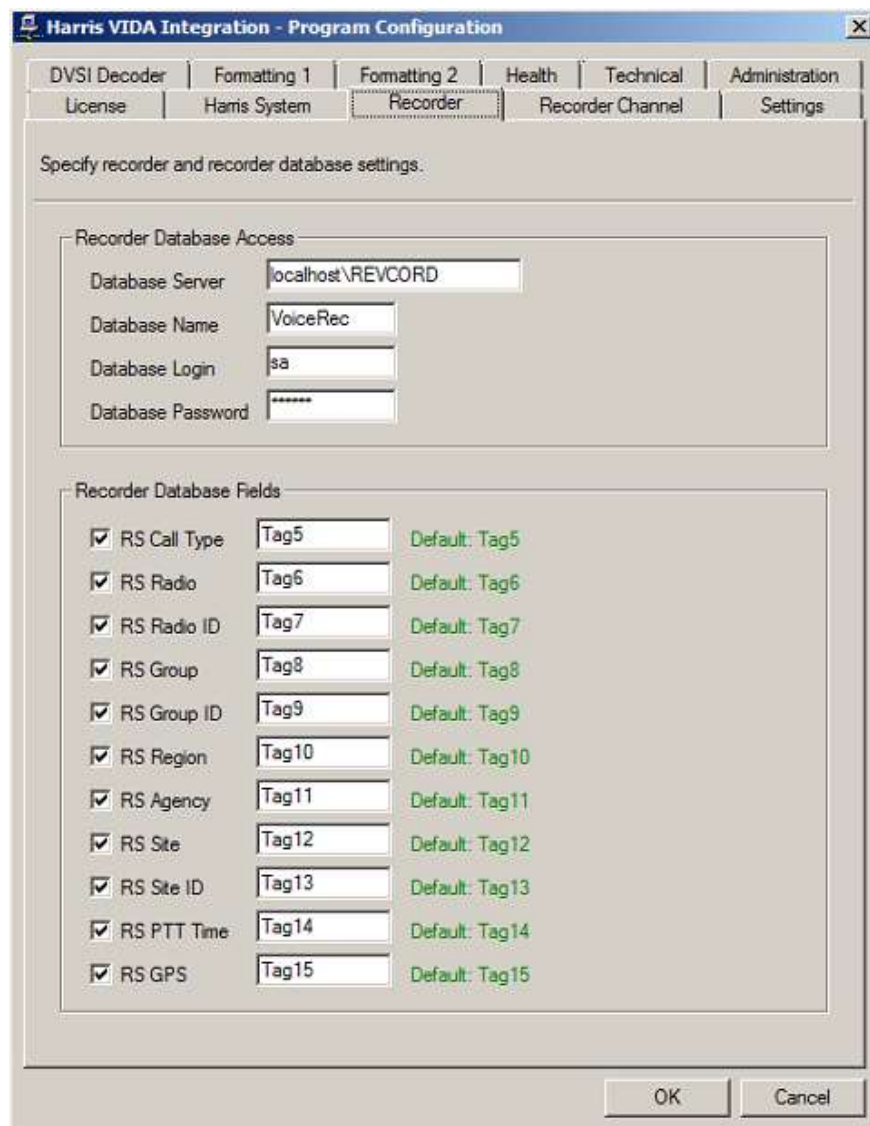 Harris VIDA Integration - Program Configuration
DVSI Decoder Formatting 1 Formatting 2 Health Technical Administration
License Harris System Recorder Recorder Channel Settings
Specify recorder and recorder database settings.
Recorder Database Access
Database Server localhost\REVCORD
Database Name VoiceRec
Database Login sa
Database Password ******
Recorder Database Fields
RS Call Type Tag5 Default: Tag5
RS Radio Tag6 Default: Tag6
RS Radio ID Tag7 Default: Tag7
RS Group Tag8 Default: Tag8
RS Group ID Tag9 Default: Tag9
RS Region Tag10 Default: Tag10
RS Agency Tag11 Default: Tag11
RS Site Tag12 Default: Tag12
RS Site ID Tag13 Default: Tag13
RS PTT Time Tag14 Default: Tag14
RS GPS Tag15 Default: Tag15
OK Cancel